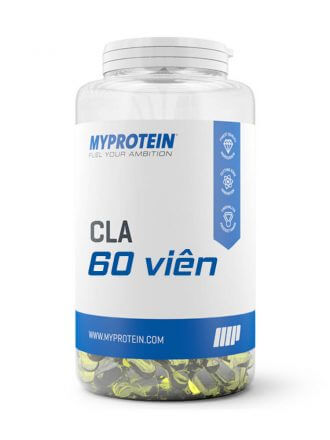 MYPROTEIN
FUEL YOUR AMBITION
CLA
60 viên
WWW.MYPROTEIN.COM